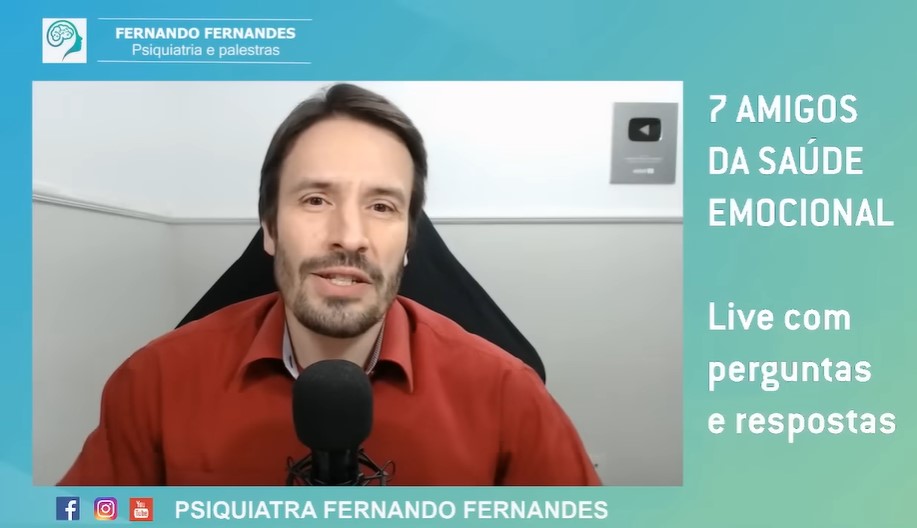 FERNANDO FERNANDES
Psiquiatria e palestras
7 AMIGOS
DA SAÚDE
EMOCIONAL
Live com
perguntas
e respostas
PSIQUIATRA FERNANDO FERNANDES